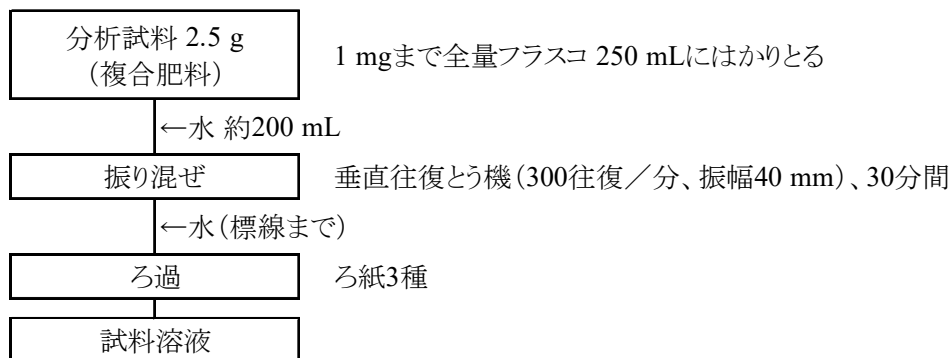 分析試料 2.5 g
（複合肥料）
1 mgまで全量フラスコ 250 mLにはかりとる
←水 約200 mL
振り混ぜ
垂直往復とう機（300往復／分、振幅40 mm）、30分間
←水（標線まで）
ろ過
ろ紙3種
試料溶液